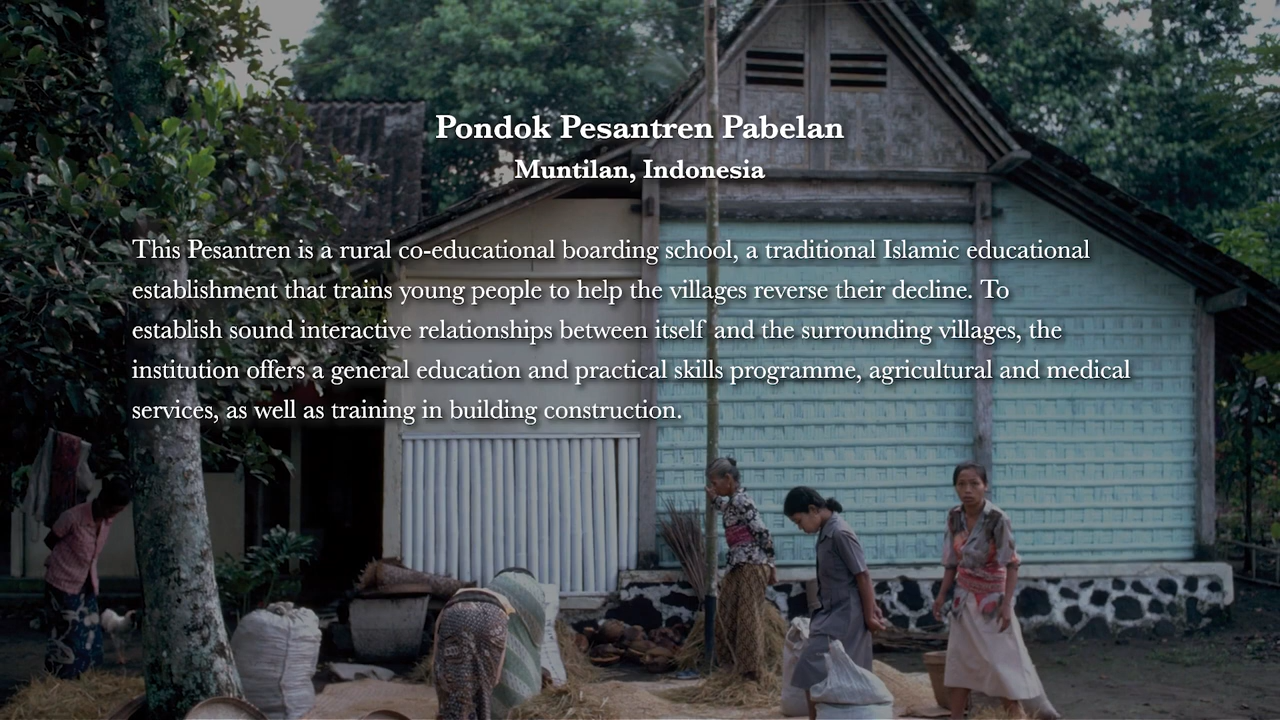 Pondok Pesantren Pabelan
Muntilan, Indonesia
This Pesantren is a rural co-educational boarding school, a traditional Islamic educational
establishment that trains young people to help the villages reverse their decline. To
establish sound interactive relationships between itself and the surrounding villages, the
institution offers a general education and practical skills programme, agricultural and medical
services, as well as training in building construction.